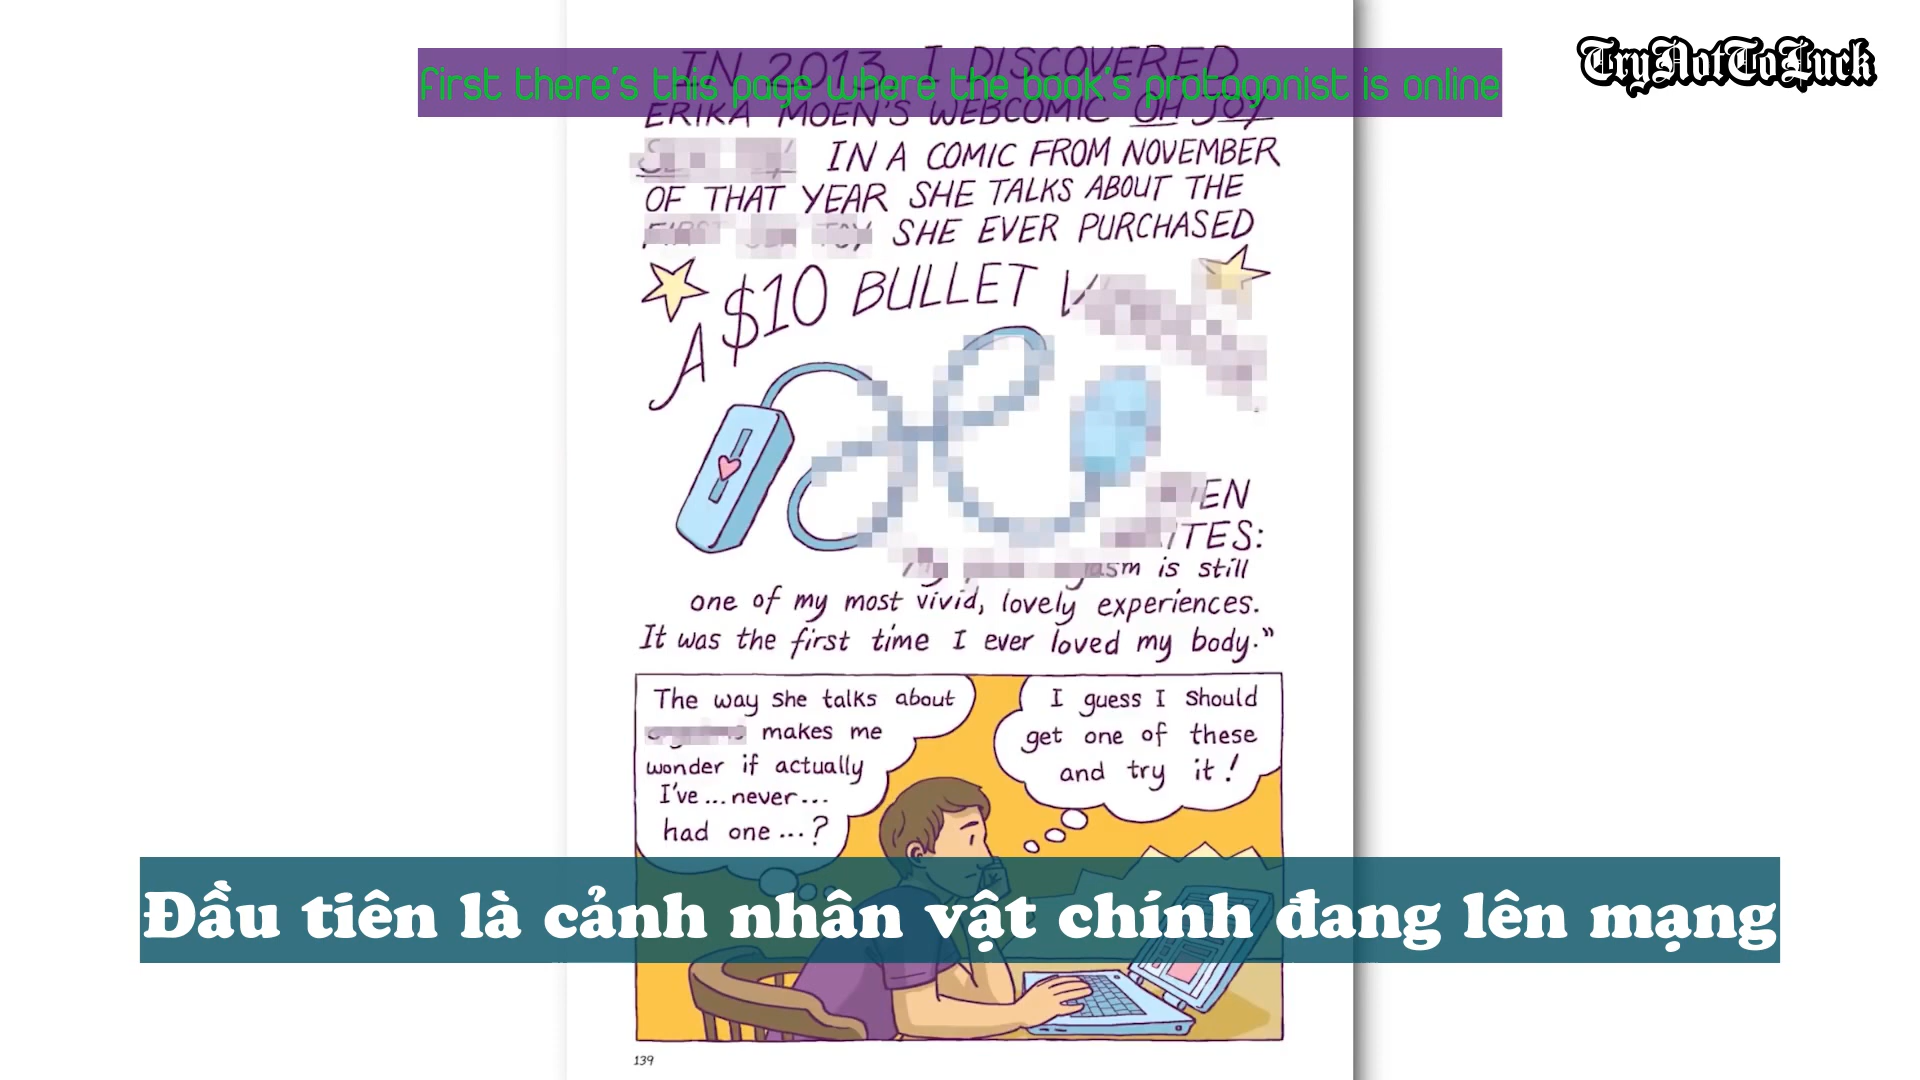 IN 2013, I DISCOVERED
first there's this page where the book's protagonist is online
TryNotToLuck
ERIKA MOEN'S WEBCOMIC OH JOY
IN A COMIC FROM NOVEMBER
OF THAT YEAR SHE TALKS ABOUT THE
FIRST TOY SHE EVER PURCHASED
A $10 BULLET
is still
one of my most vivid, lovely experiences.
It was the first time I ever loved my body.”
The way she talks about
makes me
wonder if actually
I've ... never ...
had one ... ?
I guess I should
get one of these
and try it!
Đầu tiên là cảnh nhân vật chính đang lên mạng
139